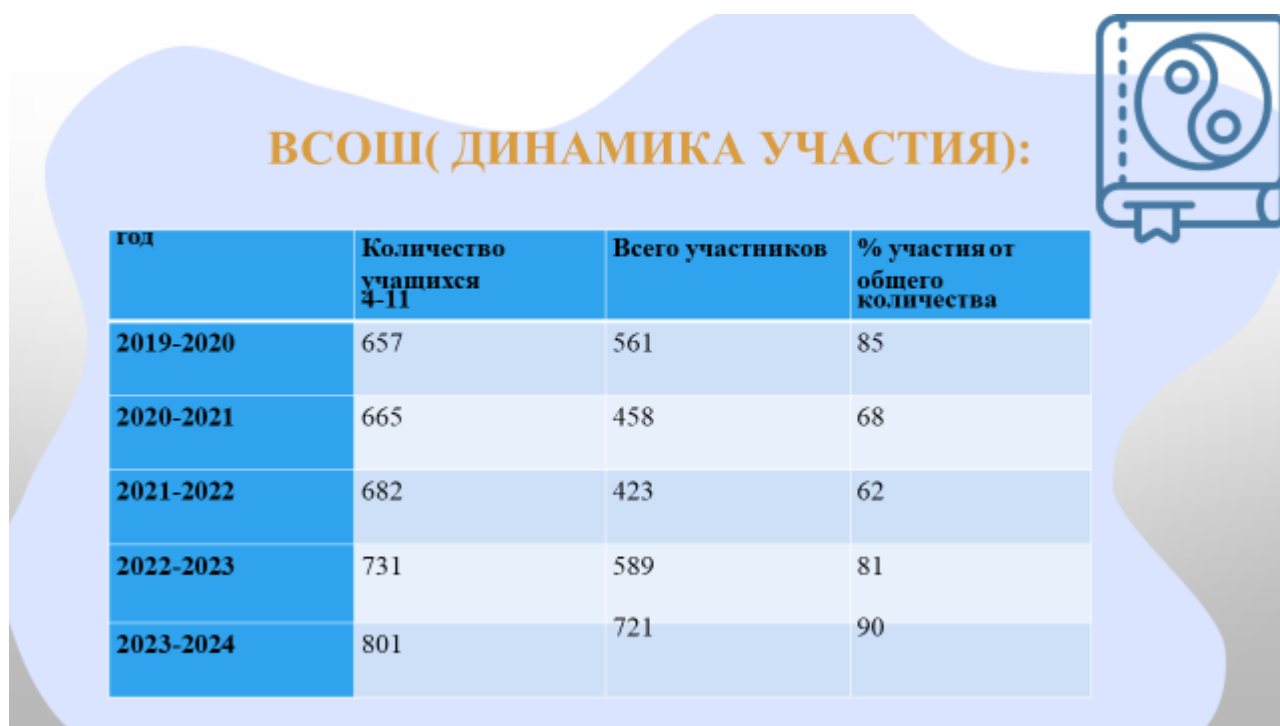 ВСОШ( ДИНАМИКА УЧАСТИЯ):
год
Количество
учащихся
4-11
Всего участников
% участия от
общего
количества
2019-2020 657 561 85
2020-2021 665 458 68
2021-2022 682 423 62
2022-2023 731 589 81
2023-2024 801 721 90